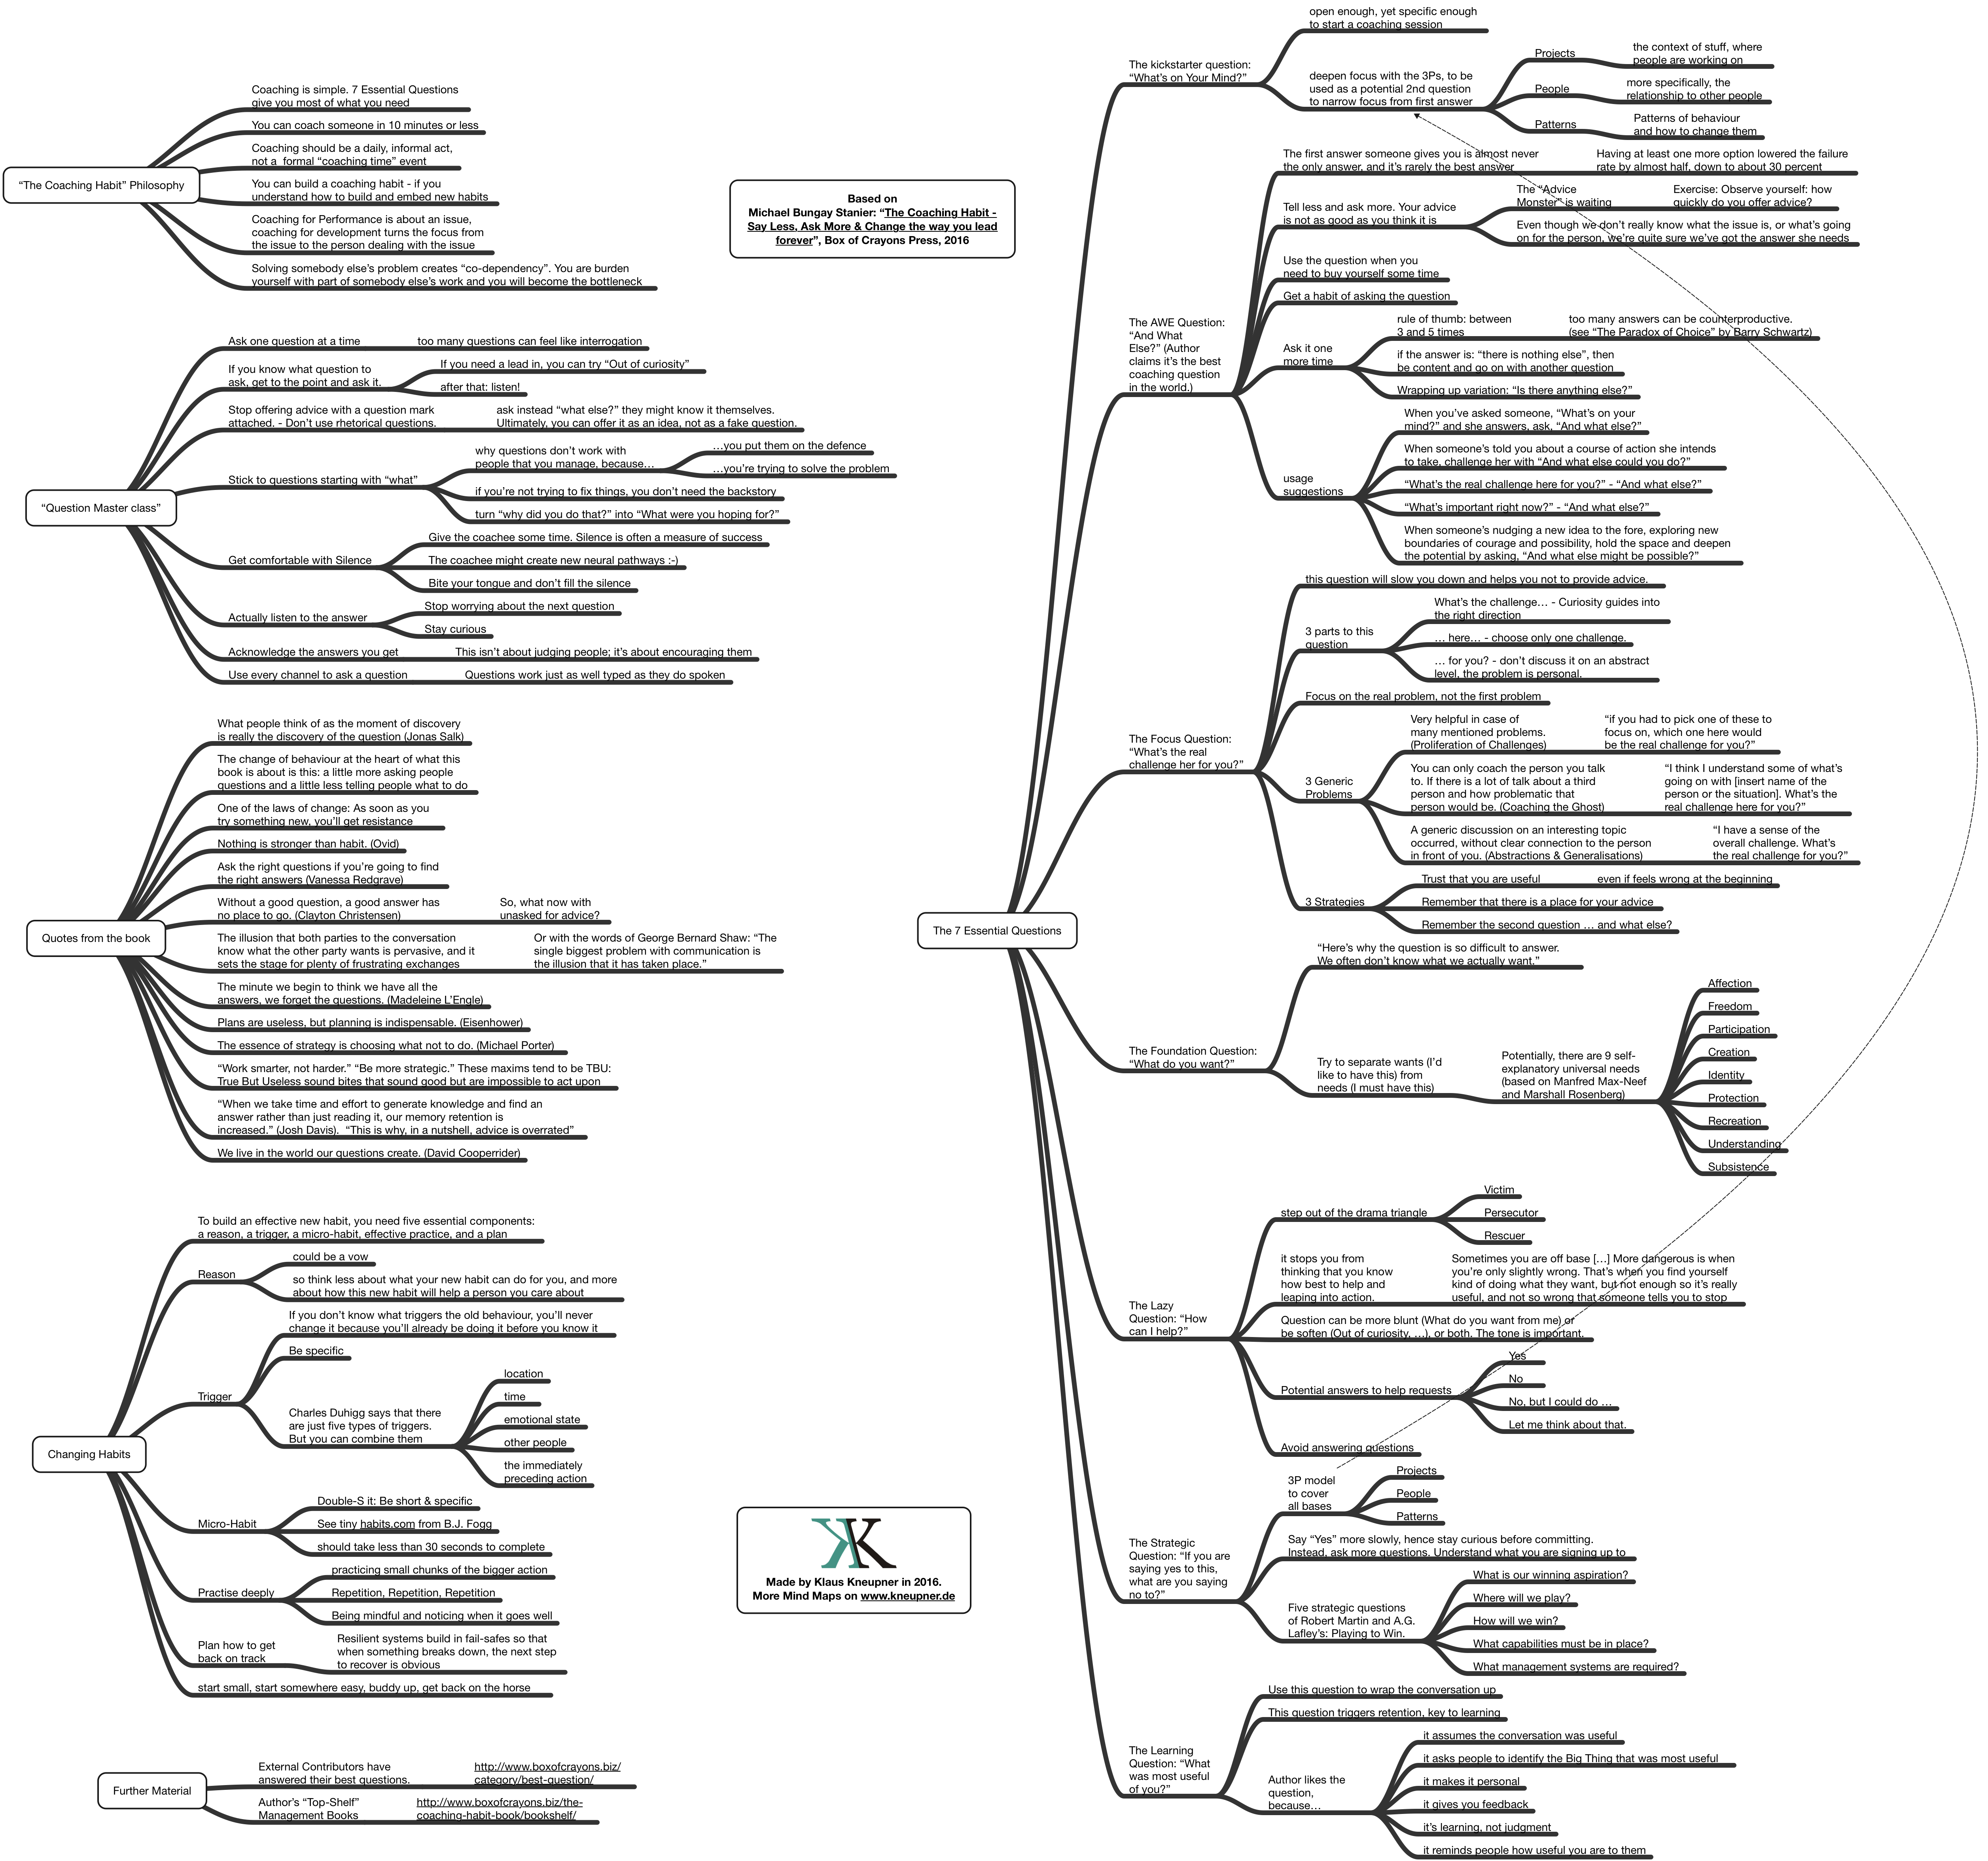 “The Coaching Habit” Philosophy
Coaching is simple. 7 Essential Questions
give you most of what you need
You can coach someone in 10 minutes or less
Coaching should be a daily, informal act,
not a  formal “coaching time” event
You can build a coaching habit - if you
understand how to build and embed new habits
Coaching for Performance is about an issue,
coaching for development turns the focus from
the issue to the person dealing with the issue
Solving somebody else’s problem creates “co-dependency”. You are burden
yourself with part of somebody else’s work and you will become the bottleneck
“Question Master class”
Ask one question at a time
too many questions can feel like interrogation
If you know what question to
ask, get to the point and ask it.
If you need a lead in, you can try “Out of curiosity”
after that: listen!
Stop offering advice with a question mark
attached. - Don’t use rhetorical questions.
ask instead “what else?” they might know it themselves.
Ultimately, you can offer it as an idea, not as a fake question.
Stick to questions starting with “what”
why questions don’t work with
people that you manage, because…
…you put them on the defence
…you’re trying to solve the problem
if you’re not trying to fix things, you don’t need the backstory
turn “why did you do that?” into “What were you hoping for?”
Get comfortable with Silence
Give the coachee some time. Silence is often a measure of success
The coachee might create new neural pathways :-)
Bite your tongue and don’t fill the silence
Actually listen to the answer
Stop worrying about the next question
Stay curious
Acknowledge the answers you get
This isn’t about judging people; it’s about encouraging them
Use every channel to ask a question
Questions work just as well typed as they do spoken
Quotes from the book
What people think of as the moment of discovery
is really the discovery of the question (Jonas Salk)
The change of behaviour at the heart of what this
book is about is this: a little more asking people
questions and a little less telling people what to do
One of the laws of change: As soon as you
try something new, you’ll get resistance
Nothing is stronger than habit. (Ovid)
Ask the right questions if you’re going to find
the right answers (Vanessa Redgrave)
Without a good question, a good answer has
no place to go. (Clayton Christensen)
So, what now with
unasked for advice?
The illusion that both parties to the conversation
know what the other party wants is pervasive, and it
sets the stage for plenty of frustrating exchanges
Or with the words of George Bernard Shaw: “The
single biggest problem with communication is
the illusion that it has taken place.”
The minute we begin to think we have all the
answers, we forget the questions. (Madeleine L’Engle)
Plans are useless, but planning is indispensable. (Eisenhower)
The essence of strategy is choosing what not to do. (Michael Porter)
“Work smarter, not harder.” “Be more strategic.” These maxims tend to be TBU:
True But Useless sound bites that sound good but are impossible to act upon
“When we take time and effort to generate knowledge and find an
answer rather than just reading it, our memory retention is
increased.” (Josh Davis).  “This is why, in a nutshell, advice is overrated”
We live in the world our questions create. (David Cooperrider)
Changing Habits
To build an effective new habit, you need five essential components:
a reason, a trigger, a micro-habit, effective practice, and a plan
Reason
could be a vow
so think less about what your new habit can do for you, and more
about how this new habit will help a person you care about
Trigger
If you don’t know what triggers the old behaviour, you’ll never
change it because you’ll already be doing it before you know it
Be specific
Charles Duhigg says that there
are just five types of triggers.
But you can combine them
location
time
emotional state
other people
the immediately
preceding action
Micro-Habit
Double-S it: Be short & specific
See tiny habits.com from B.J. Fogg
should take less than 30 seconds to complete
Practise deeply
practicing small chunks of the bigger action
Repetition, Repetition, Repetition
Being mindful and noticing when it goes well
Plan how to get
back on track
Resilient systems build in fail-safes so that
when something breaks down, the next step
to recover is obvious
start small, start somewhere easy, buddy up, get back on the horse
Further Material
External Contributors have
answered their best questions.
http://www.boxofcrayons.biz/
category/best-question/
Author’s “Top-Shelf”
Management Books
http://www.boxofcrayons.biz/the-
coaching-habit-book/bookshelf/
Based on
Michael Bungay Stanier: “The Coaching Habit -
Say Less, Ask More & Change the way you lead
forever”, Box of Crayons Press, 2016
KK
Made by Klaus Kneupner in 2016.
More Mind Maps on www.kneupner.de
The 7 Essential Questions
The kickstarter question:
“What’s on Your Mind?”
open enough, yet specific enough
to start a coaching session
deepen focus with the 3Ps, to be
used as a potential 2nd question
to narrow focus from first answer
Projects
the context of stuff, where
people are working on
People
more specifically, the
relationship to other people
Patterns
Patterns of behaviour
and how to change them
The AWE Question:
“And What
Else?” (Author
claims it’s the best
coaching question
in the world.)
The first answer someone gives you is almost never
the only answer, and it’s rarely the best answer
Having at least one more option lowered the failure
rate by almost half, down to about 30 percent
Tell less and ask more. Your advice
is not as good as you think it is
The “Advice
Monster” is waiting
Exercise: Observe yourself: how
quickly do you offer advice?
Even though we don’t really know what the issue is, or what’s going
on for the person, we’re quite sure we’ve got the answer she needs
Use the question when you
need to buy yourself some time
Get a habit of asking the question
Ask it one
more time
rule of thumb: between
3 and 5 times
too many answers can be counterproductive.
(see “The Paradox of Choice” by Barry Schwartz)
if the answer is: “there is nothing else”, then
be content and go on with another question
Wrapping up variation: “Is there anything else?”
usage
suggestions
When you’ve asked someone, “What’s on your
mind?” and she answers, ask, “And what else?”
When someone’s told you about a course of action she intends
to take, challenge her with “And what else could you do?”
“What’s the real challenge here for you?” - “And what else?”
“What’s important right now?” - “And what else?”
When someone’s nudging a new idea to the fore, exploring new
boundaries of courage and possibility, hold the space and deepen
the potential by asking, “And what else might be possible?”
The Focus Question:
“What’s the real
challenge her for you?”
this question will slow you down and helps you not to provide advice.
3 parts to this
question
What’s the challenge… - Curiosity guides into
the right direction
… here… - choose only one challenge.
… for you? - don’t discuss it on an abstract
level, the problem is personal.
Focus on the real problem, not the first problem
3 Generic
Problems
Very helpful in case of
many mentioned problems.
(Proliferation of Challenges)
“if you had to pick one of these to
focus on, which one here would
be the real challenge for you?”
You can only coach the person you talk
to. If there is a lot of talk about a third
person and how problematic that
person would be. (Coaching the Ghost)
“I think I understand some of what’s
going on with [insert name of the
person or the situation]. What’s the
real challenge here for you?”
A generic discussion on an interesting topic
occurred, without clear connection to the person
in front of you. (Abstractions & Generalisations)
“I have a sense of the
overall challenge. What’s
the real challenge for you?”
3 Strategies
Trust that you are useful
even if feels wrong at the beginning
Remember that there is a place for your advice
Remember the second question … and what else?
The Foundation Question:
“What do you want?”
“Here’s why the question is so difficult to answer.
We often don’t know what we actually want.”
Try to separate wants (I’d
like to have this) from
needs (I must have this)
Potentially, there are 9 self-
explanatory universal needs
(based on Manfred Max-Neef
and Marshall Rosenberg)
Affection
Freedom
Participation
Creation
Identity
Protection
Recreation
Understanding
Subsistence
The Lazy
Question: “How
can I help?”
step out of the drama triangle
Victim
Persecutor
Rescuer
it stops you from
thinking that you know
how best to help and
leaping into action.
Sometimes you are off base […] More dangerous is when
you’re only slightly wrong. That’s when you find yourself
kind of doing what they want, but not enough so it’s really
useful, and not so wrong that someone tells you to stop
Question can be more blunt (What do you want from me) or
be soften (Out of curiosity, …), or both. The tone is important.
Potential answers to help requests
Yes
No
No, but I could do …
Let me think about that.
Avoid answering questions
The Strategic
Question: “If you are
saying yes to this,
what are you saying
no to?”
3P model
to cover
all bases
Projects
People
Patterns
Say “Yes” more slowly, hence stay curious before committing.
Instead, ask more questions. Understand what you are signing up to
Five strategic questions
of Robert Martin and A.G.
Lafley’s: Playing to Win.
What is our winning aspiration?
Where will we play?
How will we win?
What capabilities must be in place?
What management systems are required?
The Learning
Question: “What
was most useful
of you?”
Use this question to wrap the conversation up
This question triggers retention, key to learning
Author likes the
question,
because…
it assumes the conversation was useful
it asks people to identify the Big Thing that was most useful
it makes it personal
it gives you feedback
it’s learning, not judgment
it reminds people how useful you are to them